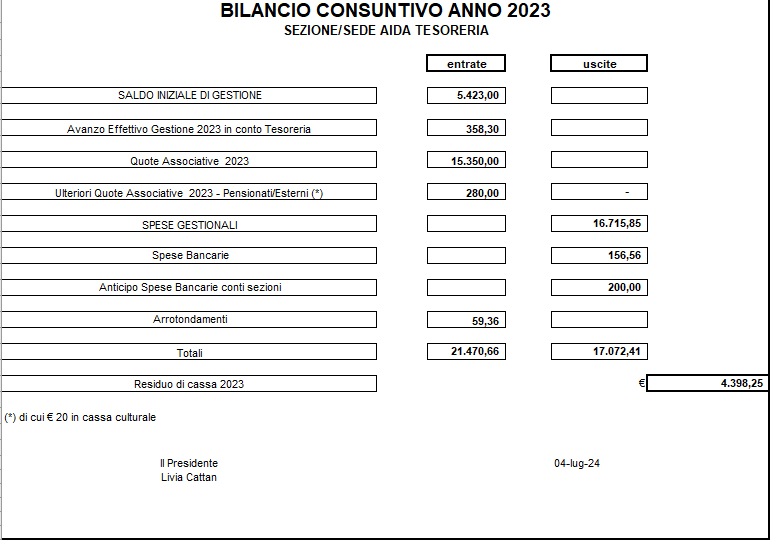 BILANCIO CONSUNTIVO ANNO 2023
SEZIONE/SEDE AIDA TESORERIA
entrate uscite
SALDO INIZIALE DI GESTIONE 5.423,00
Avanzo Effettivo Gestione 2023 in conto Tesoreria 358,30
Quote Associative 2023 15.350,00
Ulteriori Quote Associative 2023 - Pensionati/Esterni (*) 280,00 -
SPESE GESTIONALI 16.715,85
Spese Bancarie 156,56
Anticipo Spese Bancarie conti sezioni 200,00
Arrotondamenti 59,36
Totali 21.470,66 17.072,41
Residuo di cassa 2023 € 4.398,25
(*) di cui € 20 in cassa culturale
Il Presidente 04-lug-24
Livia Cattan